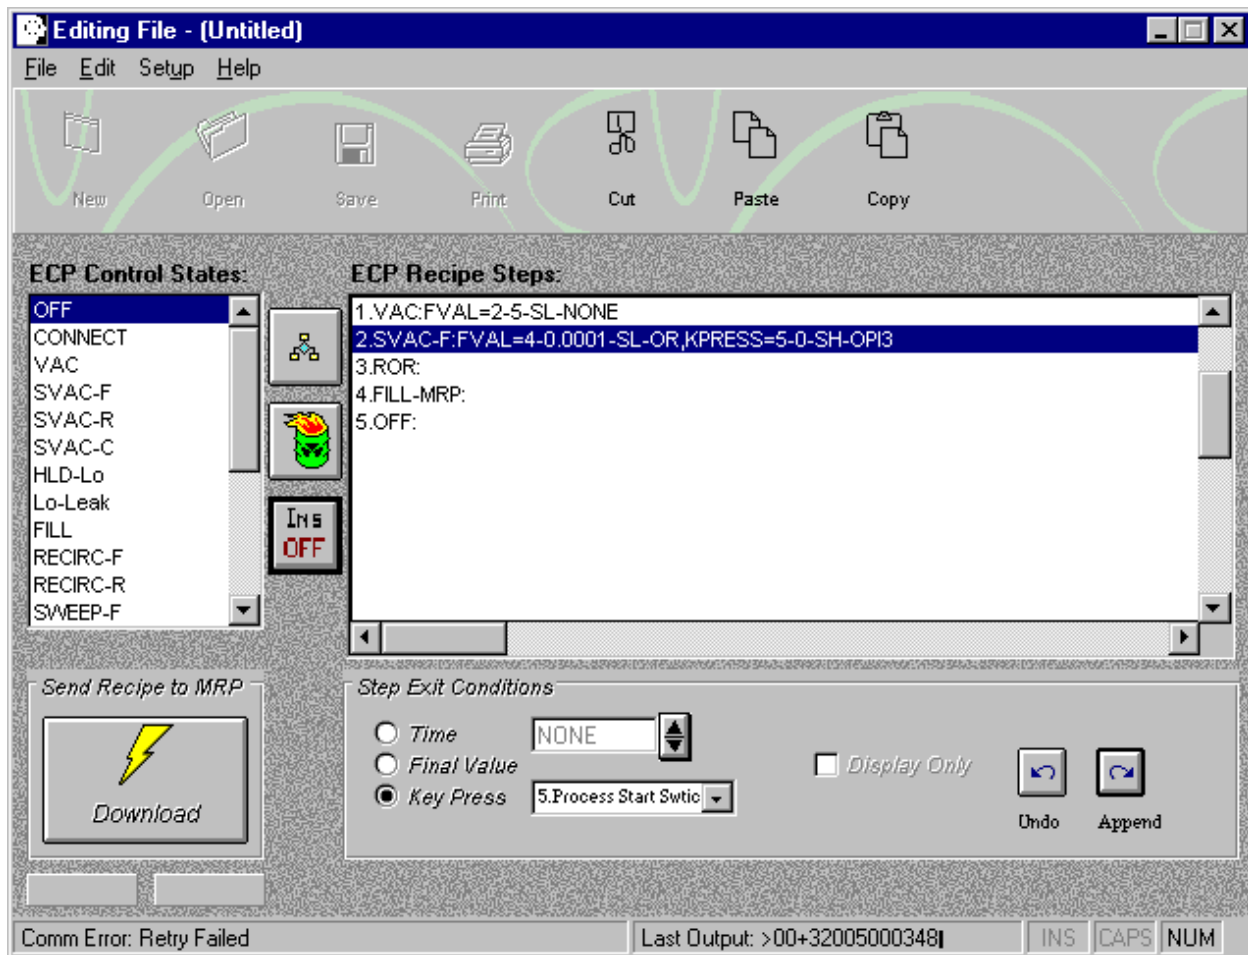 Editing File - (Untitled)
File Edit Setup Help
New Open Save Print Cut Paste Copy
ECP Control States:
OFF
CONNECT
VAC
SVAC-F
SVAC-R
SVAC-C
HLD-Lo
Lo-Leak
FILL
RECIRC-F
RECIRC-R
SWEEP-F
Ins
OFF
ECP Recipe Steps:
1.VAC:FVAL=2-5-SL-NONE
2.SVAC-F:FVAL=4-0.0001-SL-OR,KPRESS=5-0-SH-OPI3
3.ROR:
4.FILL-MRP:
5.OFF:
Send Recipe to MRP
Download
Step Exit Conditions
Time NONE
Final Value
Key Press 5.Process Start Swtic
Display Only
Undo Append
Comm Error: Retry Failed
Last Output: >00+32005000348
INS CAPS NUM